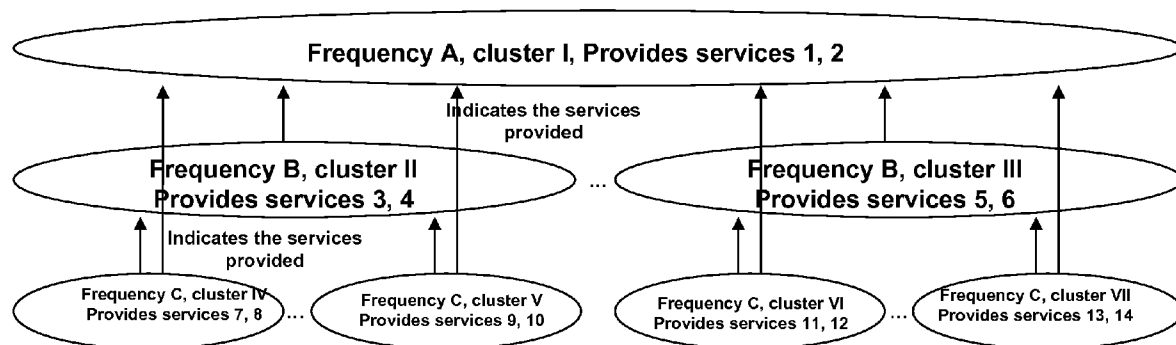 Frequency A, cluster I, Provides services 1, 2
Indicates the services
provided
Frequency B, cluster II
Provides services 3, 4
...
Frequency B, cluster III
Provides services 5, 6
Indicates the services
provided
Frequency C, cluster IV
Provides services 7, 8
...
Frequency C, cluster V
Provides services 9, 10
Frequency C, cluster VI
Provides services 11, 12
...
Frequency C, cluster VII
Provides services 13, 14